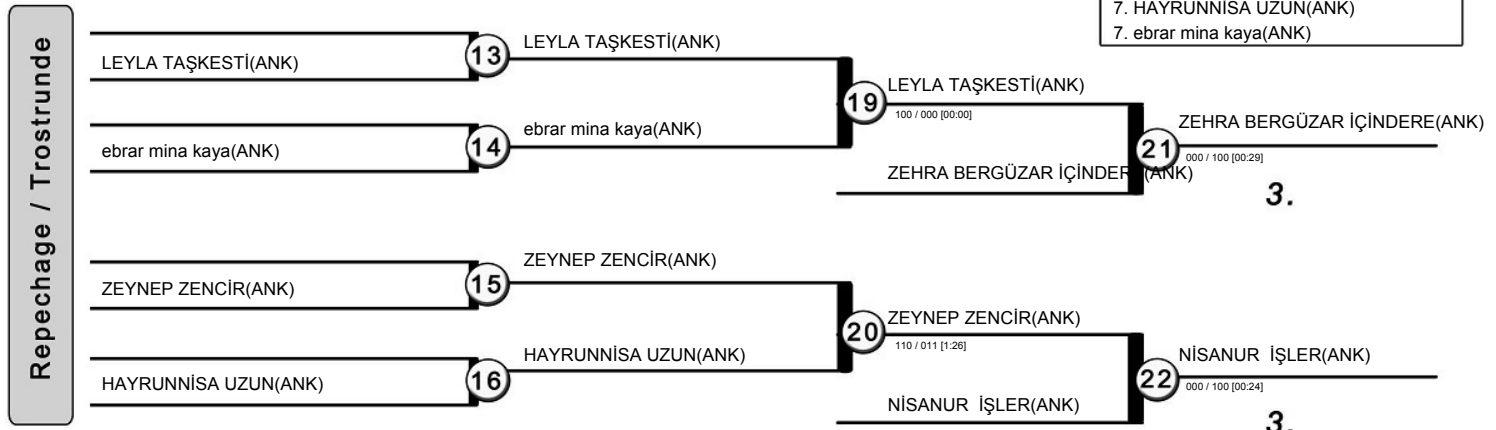 7. HAYRUNNİSA UZUN(ANK)
7. ebrar mina kaya(ANK)
Repechage / Trostrunde
LEYLA TAŞKESTİ(ANK)
13
LEYLA TAŞKESTİ(ANK)
ebrar mina kaya(ANK)
14
ebrar mina kaya(ANK)
19
LEYLA TAŞKESTİ(ANK)
100 / 000 [00:00]
ZEHRA BERGÜZAR İÇİNDERE(ANK)
21
ZEHRA BERGÜZAR İÇİNDERE(ANK)
000 / 100 [00:29]
3.
ZEYNEP ZENCİR(ANK)
15
ZEYNEP ZENCİR(ANK)
HAYRUNNİSA UZUN(ANK)
16
HAYRUNNİSA UZUN(ANK)
20
ZEYNEP ZENCİR(ANK)
110 / 011 [1:26]
NİSANUR  İŞLER(ANK)
22
NİSANUR  İŞLER(ANK)
000 / 100 [00:24]
3.